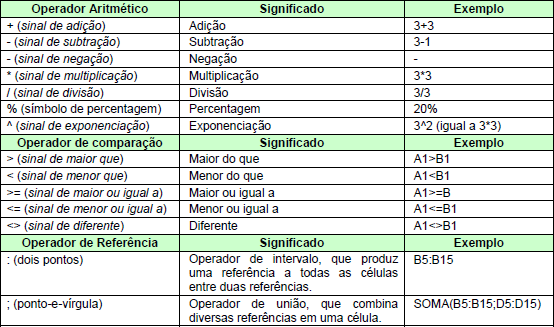 Operador Aritmético Significado Exemplo
+ (sinal de adição) Adição 3+3
- (sinal de subtração) Subtração 3-1
- (sinal de negação) Negação -
* (sinal de multiplicação) Multiplicação 3*3
/ (sinal de divisão) Divisão 3/3
% (símbolo de percentagem) Percentagem 20%
^ (sinal de exponenciação) Exponenciação 3^2 (igual a 3*3)
Operador de comparação Significado Exemplo
> (sinal de maior que) Maior do que A1>B1
< (sinal de menor que) Menor do que A1<B1
>= (sinal de maior ou igual a) Maior ou igual a A1>=B
<= (sinal de menor ou igual a) Menor ou igual a A1<=B1
<> (sinal de diferente) Diferente A1<>B1
Operador de Referência Significado Exemplo
: (dois pontos) Operador de intervalo, que produz B5:B15
uma referência a todas as células
entre duas referências.
; (ponto-e-vírgula) Operador de união, que combina SOMA(B5:B15;D5:D15)
diversas referências em uma célula.